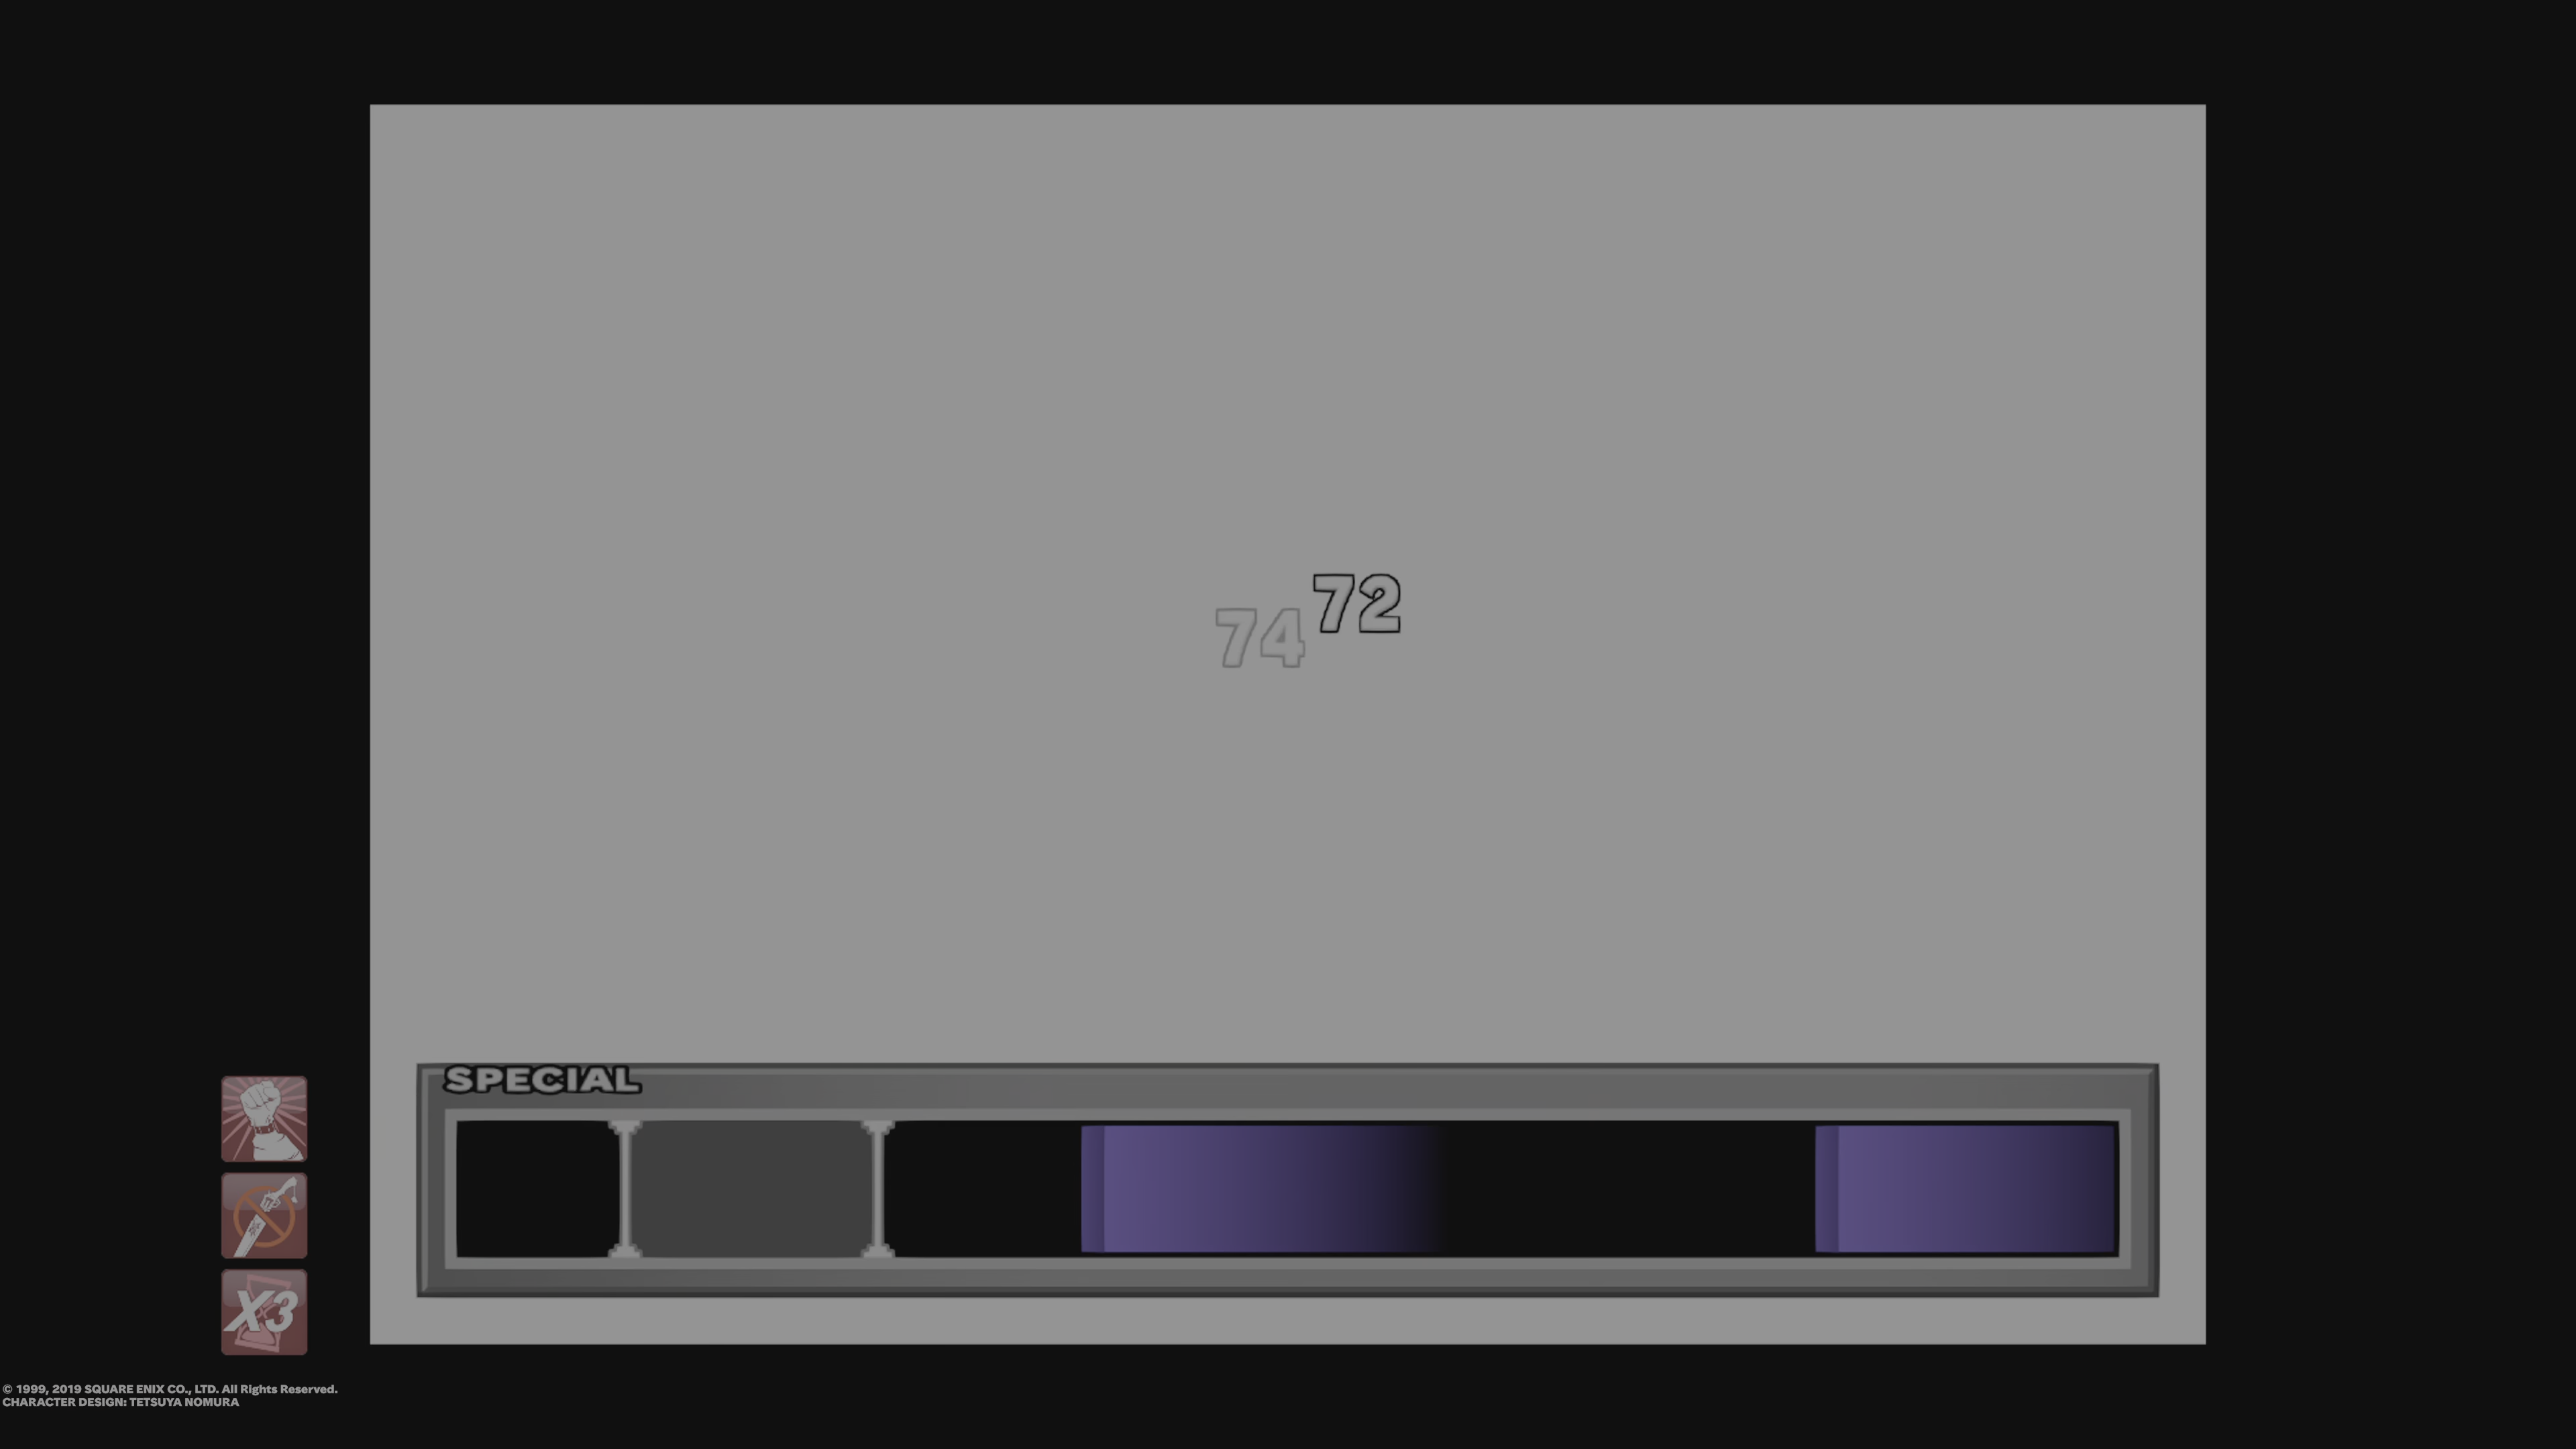 72
74
SPECIAL
X3
© 1999, 2019 SQUARE ENIX CO., LTD. All Rights Reserved.
CHARACTER DESIGN: TETSUYA NOMURA